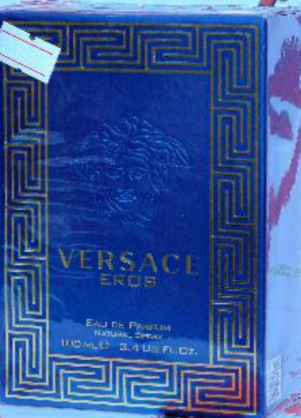 VERSACE
EROS
EAU DE PARFUM
NATURAL SPRAY
100 ML ℮ 3.4 US FL.OZ.